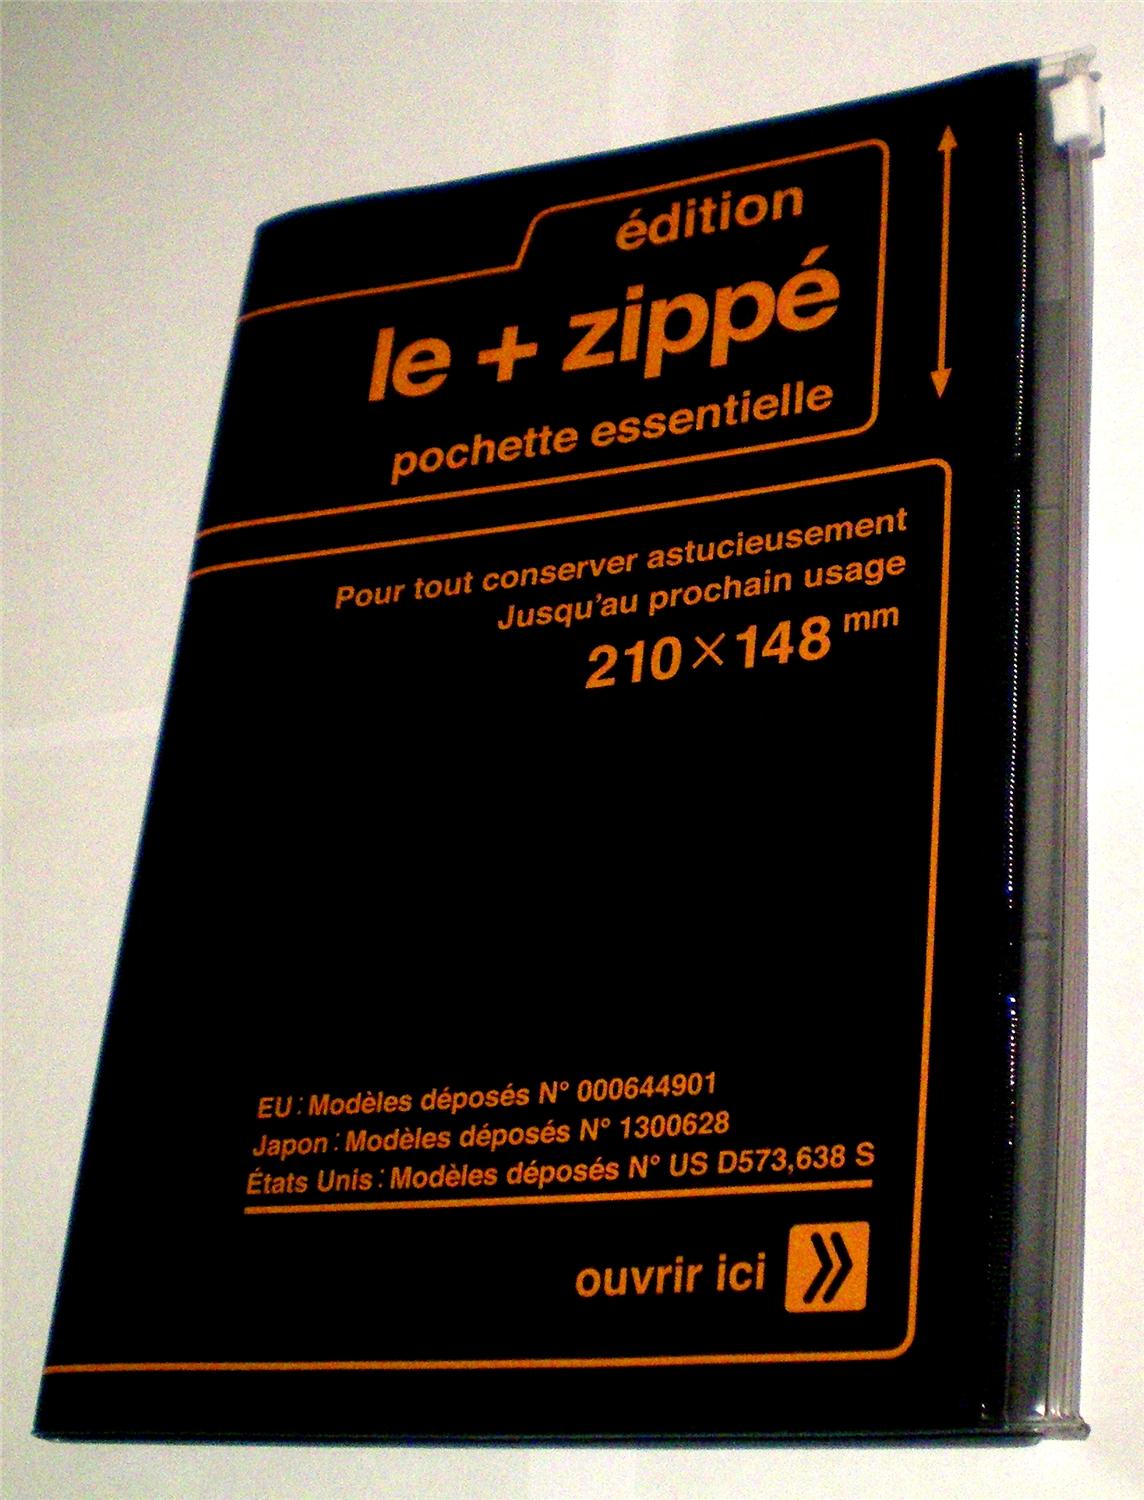 édition
le + zippé
pochette essentielle
Pour tout conserver astucieusement
Jusqu'au prochain usage
210×148 mm
EU : Modèles déposés N° 000644901
Japon : Modèles déposés N° 1300628
États Unis : Modèles déposés N° US D573,638 S
ouvrir ici